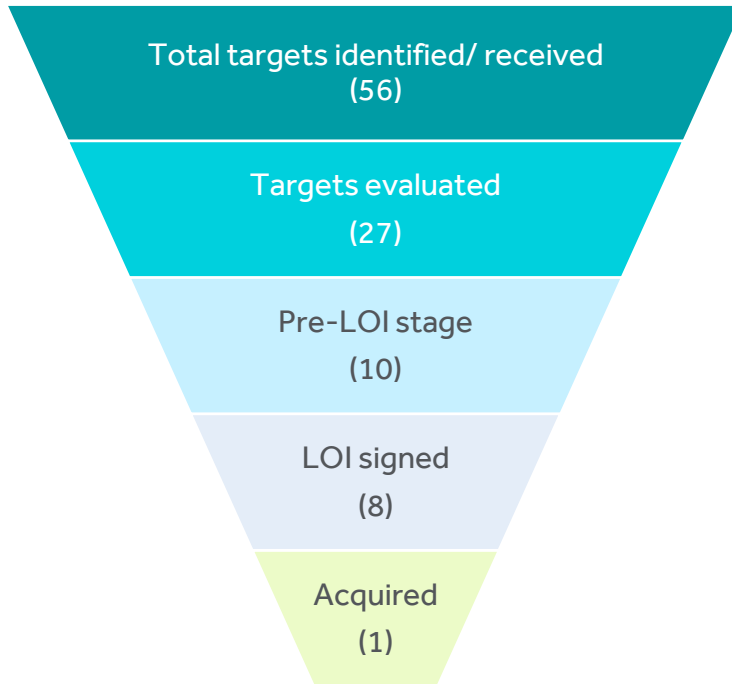 Total targets identified/ received
(56)
Targets evaluated
(27)
Pre-LOI stage
(10)
LOI signed
(8)
Acquired
(1)